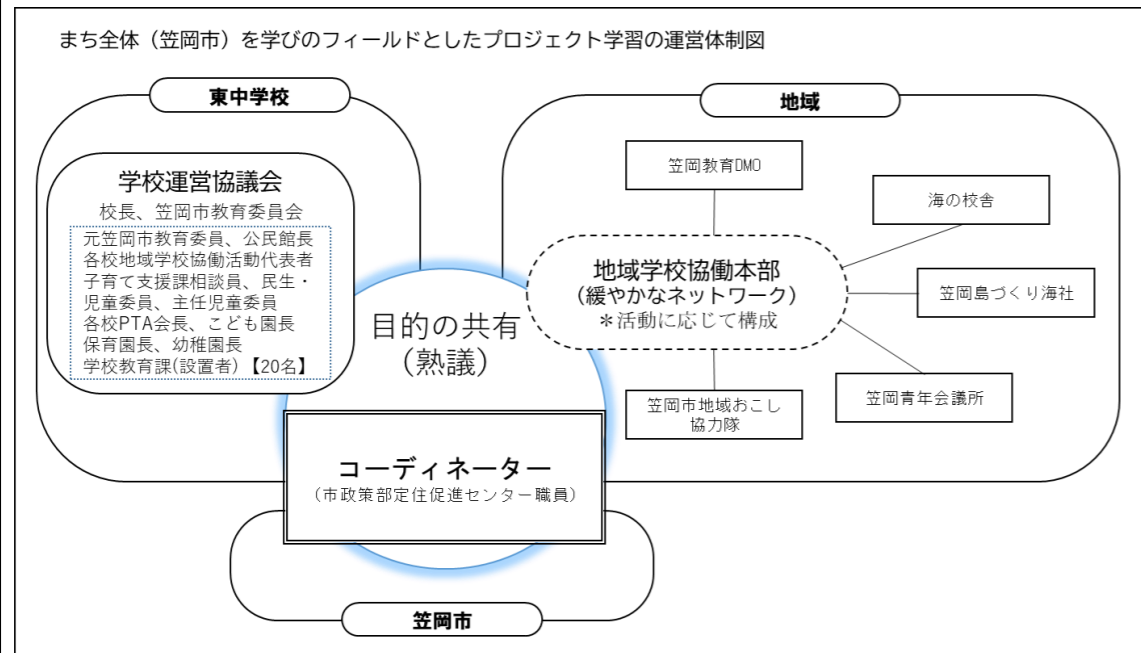 まち全体（笠岡市）を学びのフィールドとしたプロジェクト学習の運営体制図
東中学校
学校運営協議会
校長、笠岡市教育委員会
元笠岡市教育委員、公民館長
各校地域学校協働活動代表者
子育て支援課相談員、民生・
児童委員、主任児童委員
各校PTA会長、こども園長
保育園長、幼稚園長
学校教育課(設置者)【20名】
目的の共有
（熟議）
地域
笠岡教育DMO
海の校舎
地域学校協働本部
（緩やかなネットワーク）
＊活動に応じて構成
笠岡島づくり海社
笠岡青年会議所
笠岡市地域おこし
協力隊
コーディネーター
（市政策部定住促進センター職員）
笠岡市